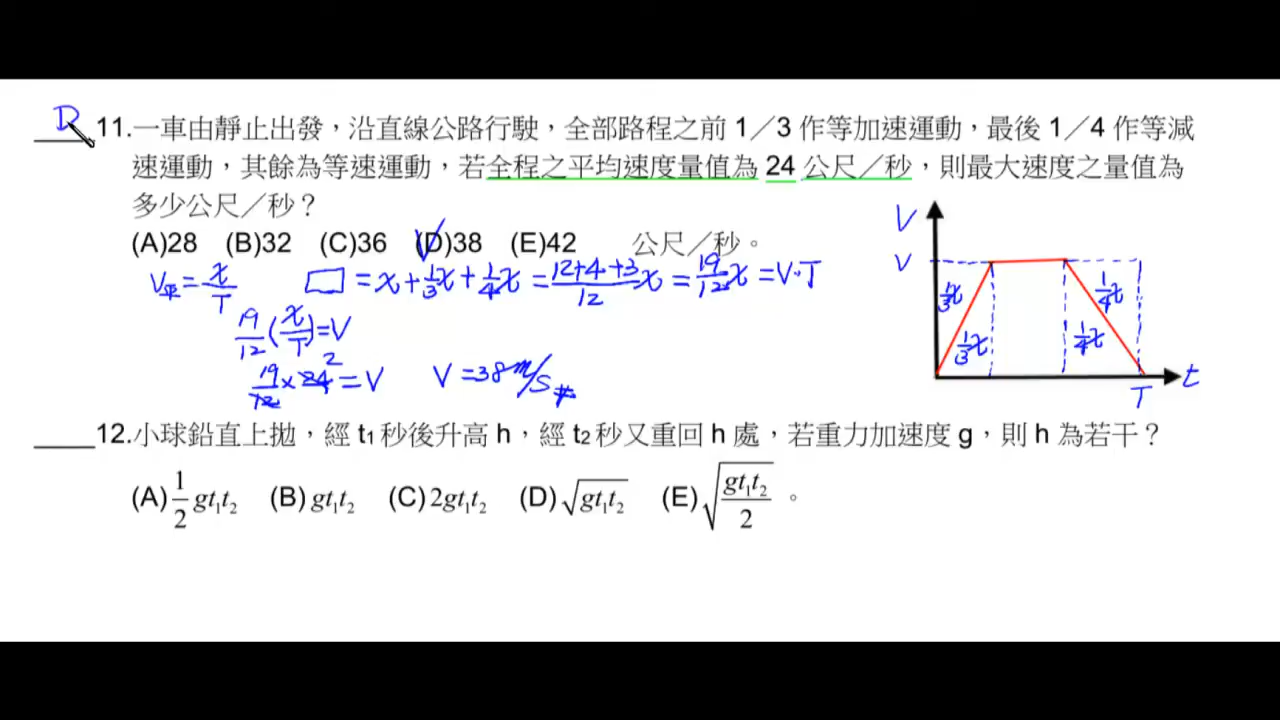 D
11.一車由靜止出發，沿直線公路行駛，全部路程之前 1／3 作等加速運動，最後 1／4 作等減
速運動，其餘為等速運動，若全程之平均速度量值為 24 公尺／秒，則最大速度之量值為
多少公尺／秒？
(A)28 (B)32 (C)36 (D)38 (E)42 公尺／秒。
V平 = x/T □ = x + 1/3x + 1/4x = (12+4+3)/12 x = 19/12 x = V·T
19/12 (x/T) = V
19/12 × 24 2 = V V = 38 m/s #
V
V
1/3x 1/4x
1/3x 1/4x
T t
12.小球鉛直上拋，經 t₁ 秒後升高 h，經 t₂ 秒又重回 h 處，若重力加速度 g，則 h 為若干？
(A) 1/2 gt₁t₂ (B) gt₁t₂ (C) 2gt₁t₂ (D) √(gt₁t₂) (E) √(gt₁t₂/2) 。